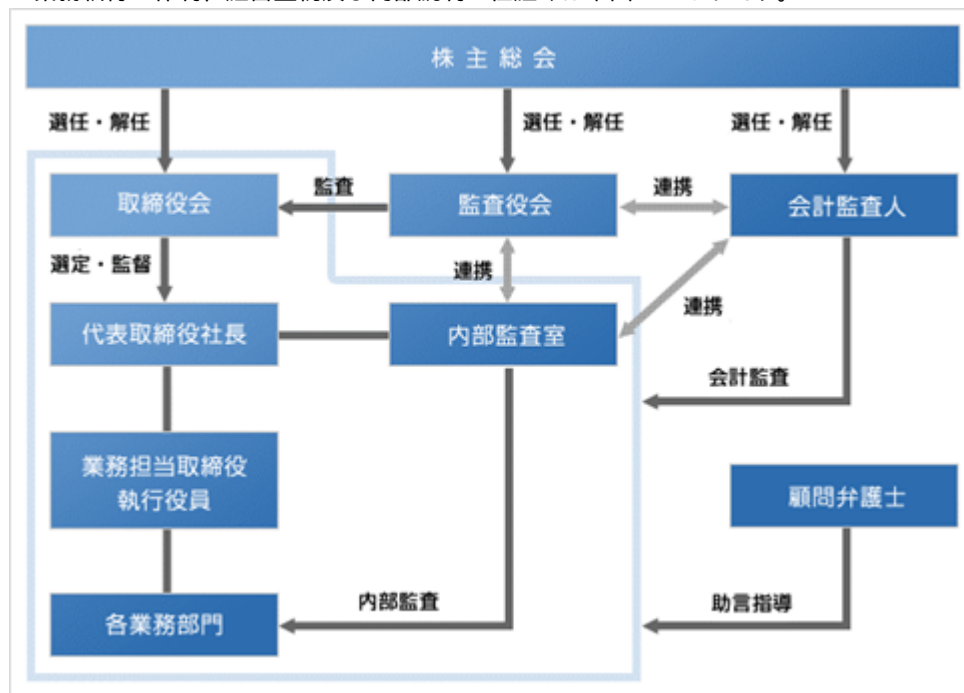 株主総会
選任・解任
選任・解任
選任・解任
取締役会
監査
監査役会
連携
会計監査人
選定・監督
連携
連携
代表取締役社長
内部監査室
会計監査
業務担当取締役
執行役員
顧問弁護士
内部監査
助言指導
各業務部門